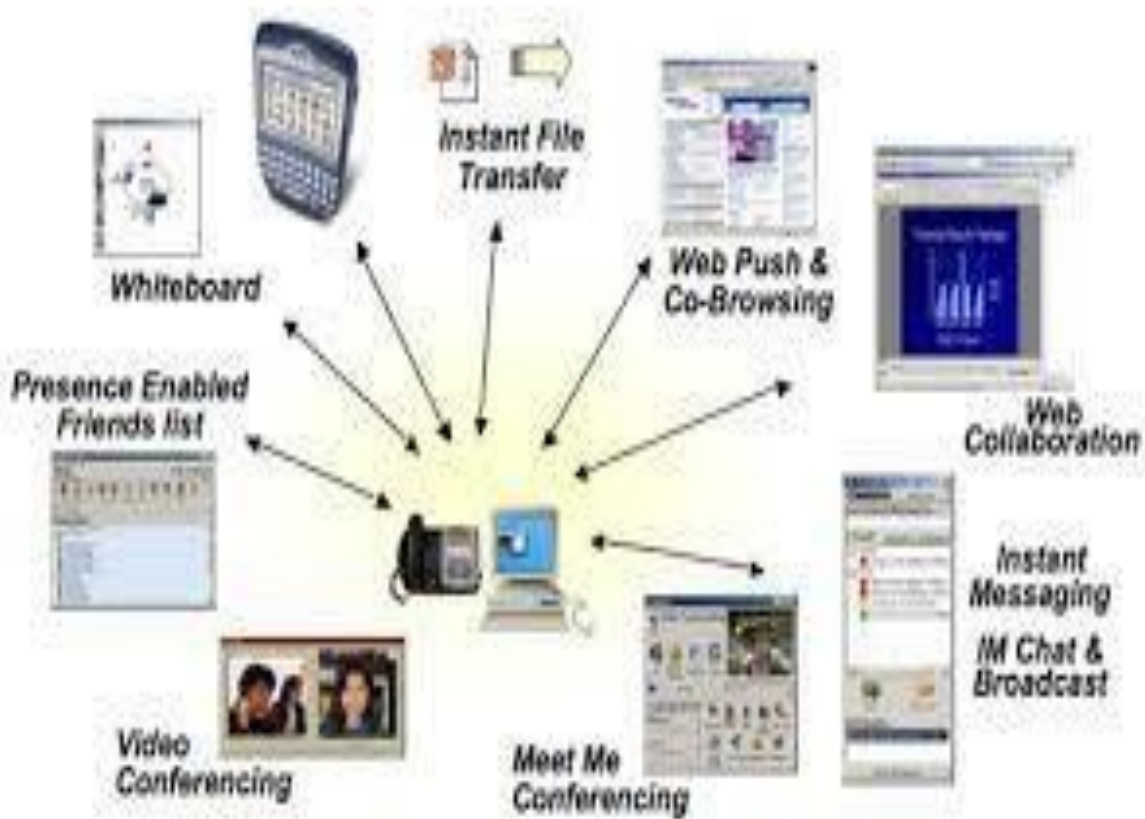 Instant File
Transfer
Whiteboard
Web Push &
Co-Browsing
Presence Enabled
Friends list
Web
Collaboration
Instant
Messaging
IM Chat &
Broadcast
Video
Conferencing
Meet Me
Conferencing